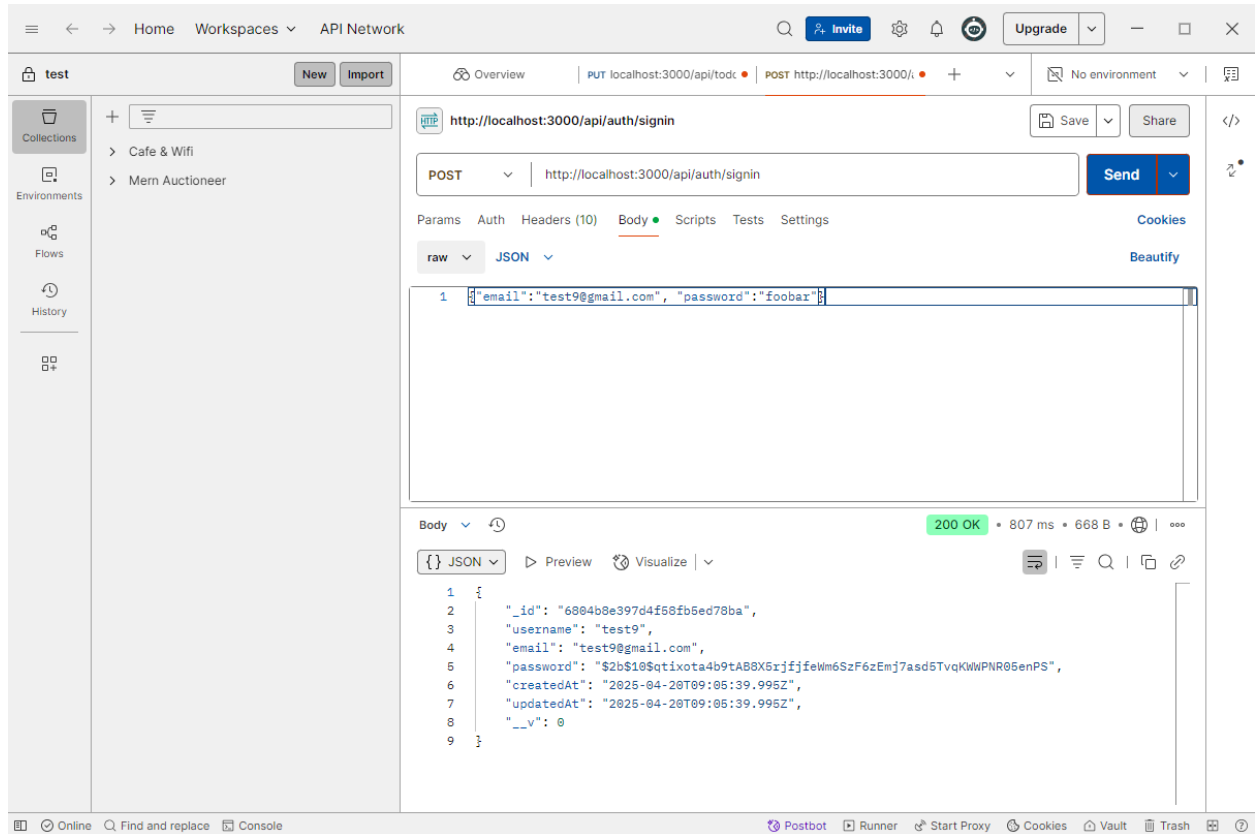 Home Workspaces API Network Invite Upgrade
test New Import Overview PUT localhost:3000/api/todc POST http://localhost:3000/a No environment
Collections
Environments
Flows
History
Cafe & Wifi
Mern Auctioneer
HTTP http://localhost:3000/api/auth/signin Save Share
POST http://localhost:3000/api/auth/signin Send
Params Auth Headers (10) Body Scripts Tests Settings Cookies
raw JSON Beautify
1 {"email":"test9@gmail.com", "password":"foobar"}
Body 200 OK • 807 ms • 668 B •
{} JSON Preview Visualize
1 {
2 "_id": "6804b8e397d4f58fb5ed78ba",
3 "username": "test9",
4 "email": "test9@gmail.com",
5 "password": "$2b$10$qtixota4b9tAB8X5rjfjfeWm6SzF6zEmj7asd5TvqKWWPNR05enPS",
6 "createdAt": "2025-04-20T09:05:39.995Z",
7 "updatedAt": "2025-04-20T09:05:39.995Z",
8 "__v": 0
9 }
Online Find and replace Console Postbot Runner Start Proxy Cookies Vault Trash